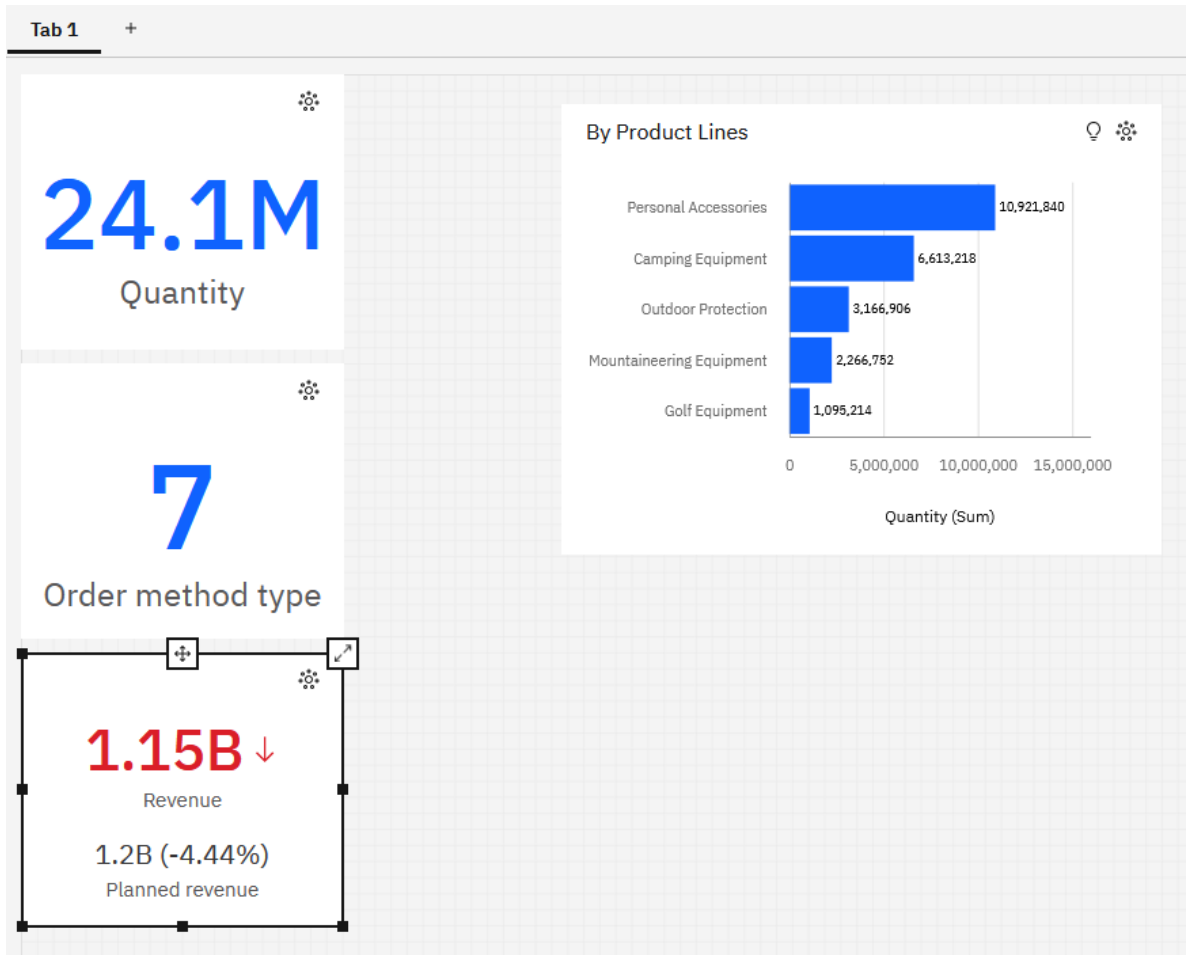 Tab 1 +
24.1M
Quantity
7
Order method type
1.15B ↓
Revenue
1.2B (-4.44%)
Planned revenue
By Product Lines
Personal Accessories 10,921,840
Camping Equipment 6,613,218
Outdoor Protection 3,166,906
Mountaineering Equipment 2,266,752
Golf Equipment 1,095,214
0 5,000,000 10,000,000 15,000,000
Quantity (Sum)